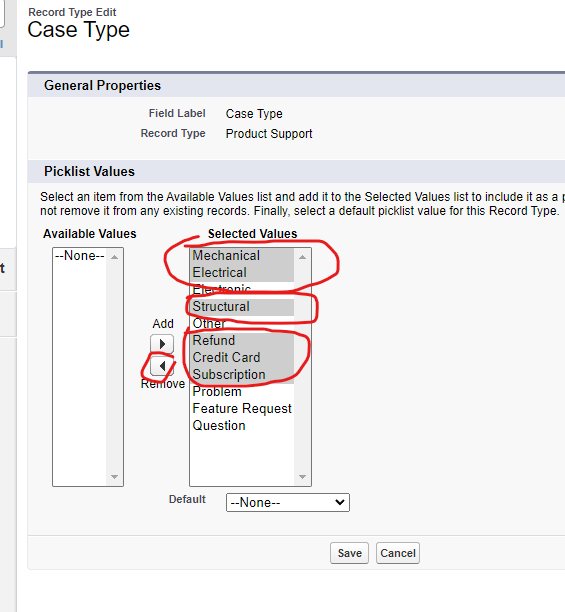 Record Type Edit
Case Type
General Properties
Field Label Case Type
Record Type Product Support
Picklist Values
Select an item from the Available Values list and add it to the Selected Values list to include it as a p
not remove it from any existing records. Finally, select a default picklist value for this Record Type.
Available Values
--None--
Add
Remove
Selected Values
Mechanical
Electrical
Electronic
Structural
Other
Refund
Credit Card
Subscription
Problem
Feature Request
Question
Default --None--
Save Cancel